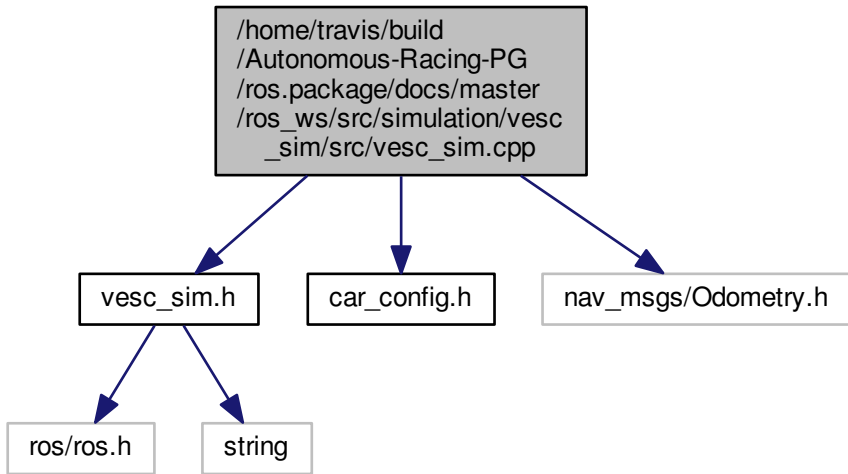 /home/travis/build
/Autonomous-Racing-PG
/ros.package/docs/master
/ros_ws/src/simulation/vesc
_sim/src/vesc_sim.cpp
vesc_sim.h
car_config.h
nav_msgs/Odometry.h
ros/ros.h
string